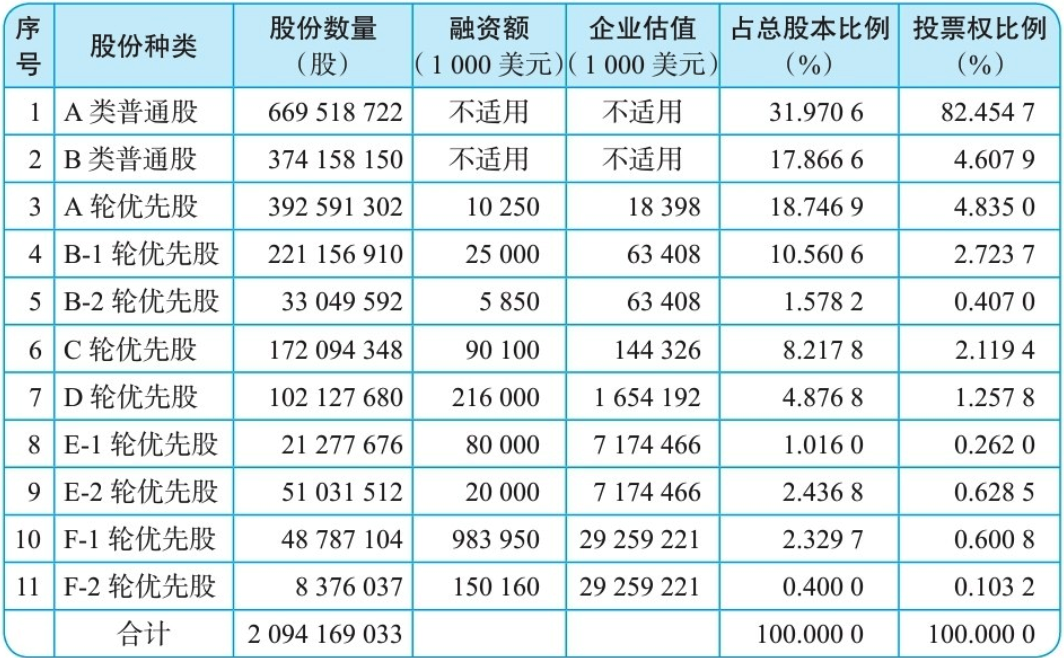 序号 股份种类 股份数量（股） 融资额（1 000 美元） 企业估值（1 000 美元） 占总股本比例（%） 投票权比例（%）
1 A 类普通股 669 518 722 不适用 不适用 31.970 6 82.454 7
2 B 类普通股 374 158 150 不适用 不适用 17.866 6 4.607 9
3 A 轮优先股 392 591 302 10 250 18 398 18.746 9 4.835 0
4 B-1 轮优先股 221 156 910 25 000 63 408 10.560 6 2.723 7
5 B-2 轮优先股 33 049 592 5 850 63 408 1.578 2 0.407 0
6 C 轮优先股 172 094 348 90 100 144 326 8.217 8 2.119 4
7 D 轮优先股 102 127 680 216 000 1 654 192 4.876 8 1.257 8
8 E-1 轮优先股 21 277 676 80 000 7 174 466 1.016 0 0.262 0
9 E-2 轮优先股 51 031 512 20 000 7 174 466 2.436 8 0.628 5
10 F-1 轮优先股 48 787 104 983 950 29 259 221 2.329 7 0.600 8
11 F-2 轮优先股 8 376 037 150 160 29 259 221 0.400 0 0.103 2
合计 2 094 169 033 100.000 0 100.000 0